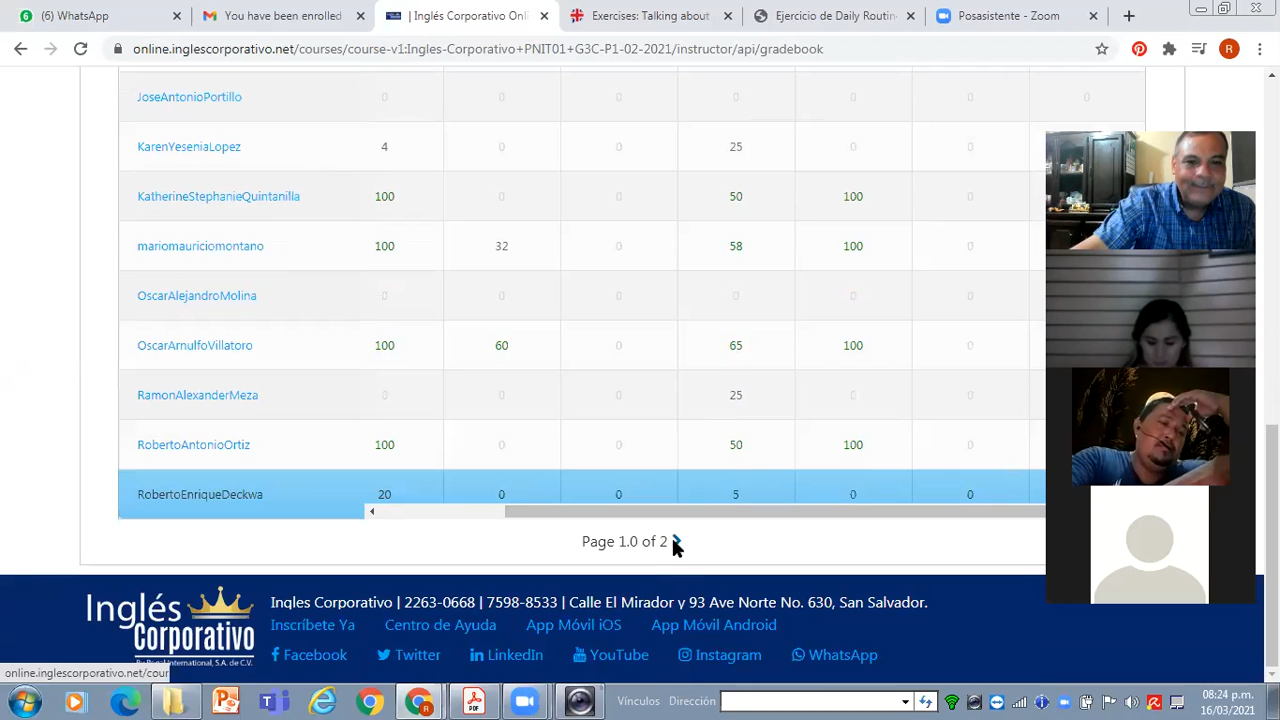 (6) WhatsApp
You have been enrolled
| Inglés Corporativo Onl
Exercises: Talking about
Ejercicio de Daily Routin
Posasistente - Zoom
online.inglescorporativo.net/courses/course-v1:Ingles-Corporativo+PNIT01+G3C-P1-02-2021/instructor/api/gradebook
R
JoseAntonioPortillo 0 0 0 0 0 0 0
KarenYeseniaLopez 4 0 0 25 0 0
KatherineStephanieQuintanilla 100 0 0 50 100 0
mariomauriciomontano 100 32 0 58 100 0
OscarAlejandroMolina 0 0 0 0 0 0
OscarArnulfoVillatoro 100 60 0 65 100 0
RamonAlexanderMeza 0 0 0 25 0 0
RobertoAntonioOrtiz 100 0 0 50 100 0
RobertoEnriqueDeckwa 20 0 0 5 0 0
Page 1.0 of 2
Inglés
Corporativo
Ingles Corporativo | 2263-0668 | 7598-8533 | Calle El Mirador y 93 Ave Norte No. 630, San Salvador.
Inscríbete Ya Centro de Ayuda App Móvil iOS App Móvil Android
Facebook Twitter LinkedIn YouTube Instagram WhatsApp
online.inglescorporativo.net/cour
Vínculos Dirección
08:24 p.m.
16/03/2021